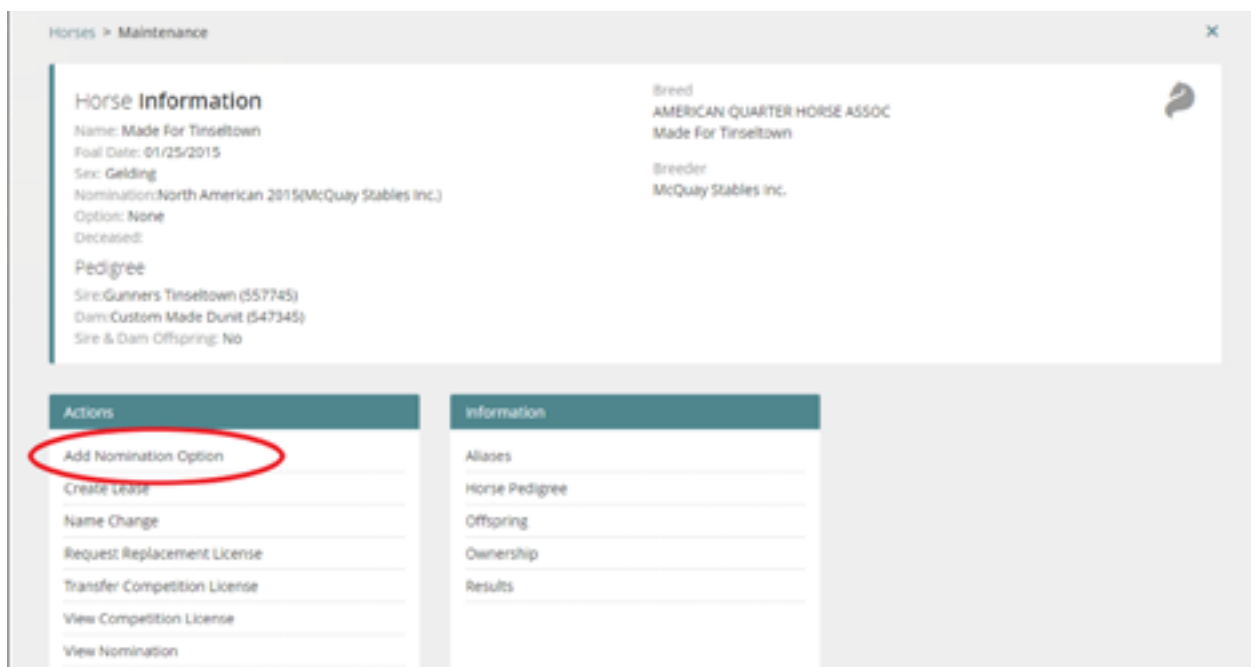 Horses > Maintenance
Horse Information
Name: Made For Tinseltown
Foal Date: 01/25/2015
Sex: Gelding
Nomination:North American 2015(McQuay Stables Inc.)
Option: None
Deceased:
Pedigree
Sire:Gunners Tinseltown (557745)
Dam:Custom Made Dunit (547345)
Sire & Dam Offspring: No
Breed
AMERICAN QUARTER HORSE ASSOC
Made For Tinseltown
Breeder
McQuay Stables Inc.
Actions
Add Nomination Option
Create Lease
Name Change
Request Replacement License
Transfer Competition License
View Competition License
View Nomination
Information
Aliases
Horse Pedigree
Offspring
Ownership
Results